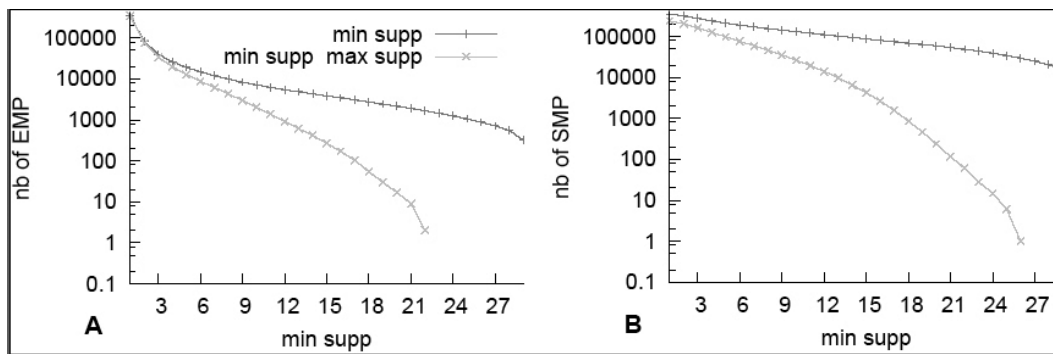 nb of EMP
100000
10000
1000
100
10
1
0.1
min supp
min supp max supp
3 6 9 12 15 18 21 24 27
A
min supp
nb of SMP
100000
10000
1000
100
10
1
0.1
3 6 9 12 15 18 21 24 27
B
min supp